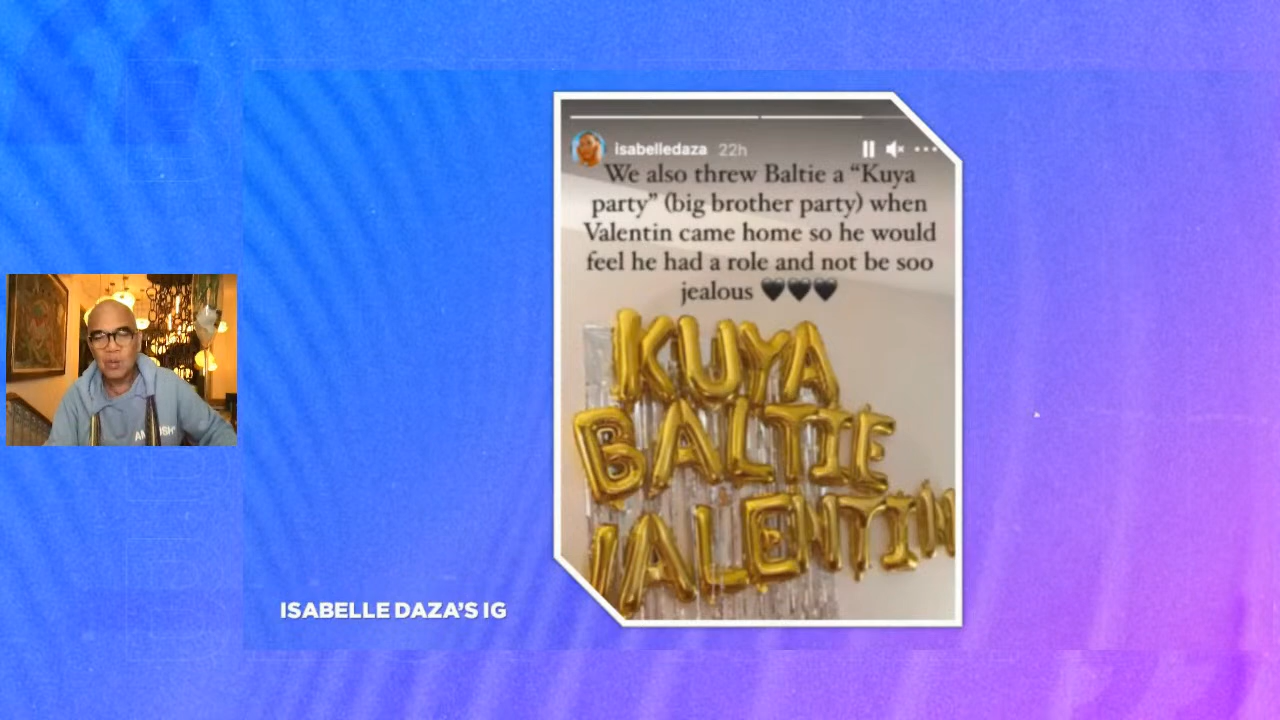 isabelledaza 22h
We also threw Baltie a “Kuya
party” (big brother party) when
Valentin came home so he would
feel he had a role and not be soo
jealous 🖤🖤🖤
KUYA
BALTIE
VALENTIN
ISABELLE DAZA'S IG